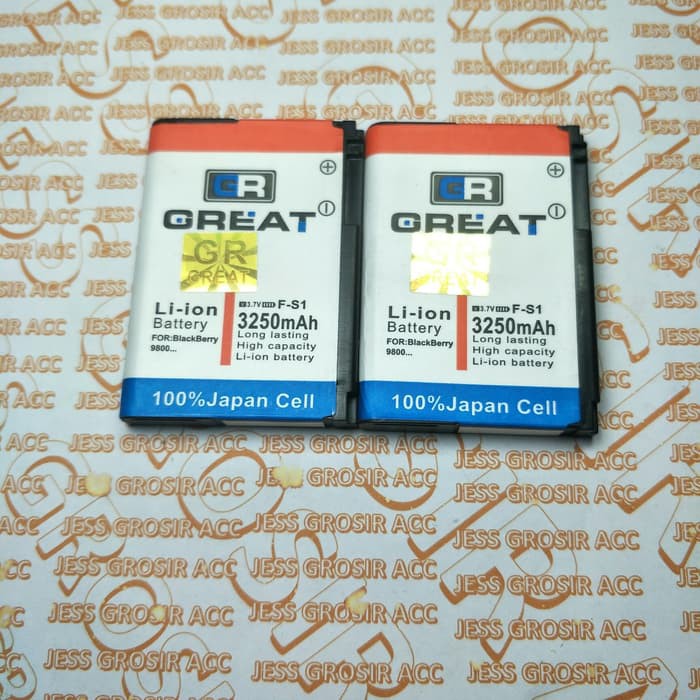 GR
GREAT
GR
GREAT
Li-ion
Battery
FOR:BlackBerry
9800...
3.7V F-S1
3250mAh
Long lasting
High capacity
Li-ion battery
100%Japan Cell
GR
GREAT
GR
Li-ion
Battery
FOR:BlackBerry
9800...
3.7V F-S1
3250mAh
Long lasting
High capacity
Li-ion battery
100%Japan Cell
JESS GROSIR ACC